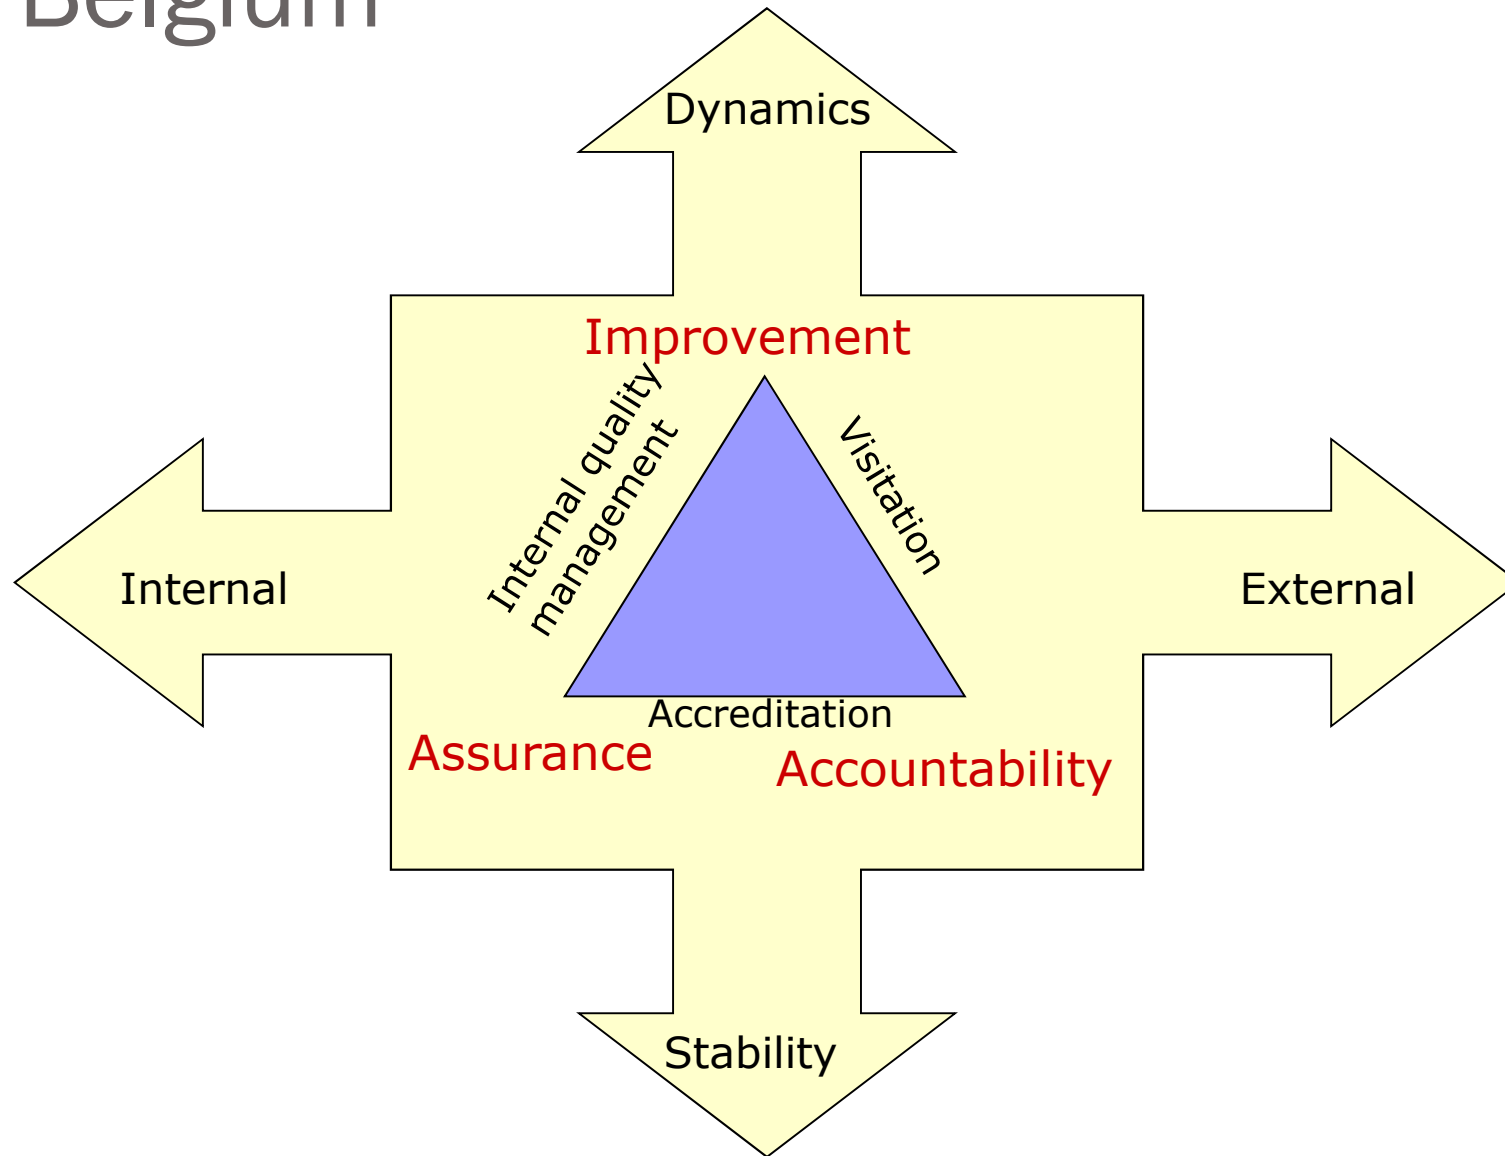 Belgium
Dynamics
Improvement
Internal quality
management
Visitation
Internal
External
Accreditation
Assurance
Accountability
Stability